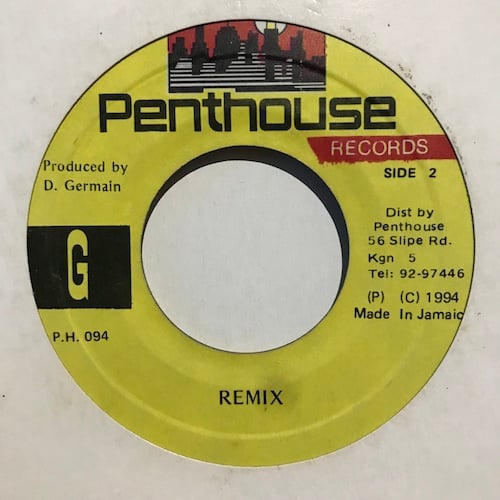 Penthouse
RECORDS
SIDE 2
Produced by
D. Germain
G
P.H. 094
Dist by
Penthouse
56 Slipe Rd.
Kgn 5
Tel: 92-97446
(P) (C) 1994
Made In Jamaic
REMIX